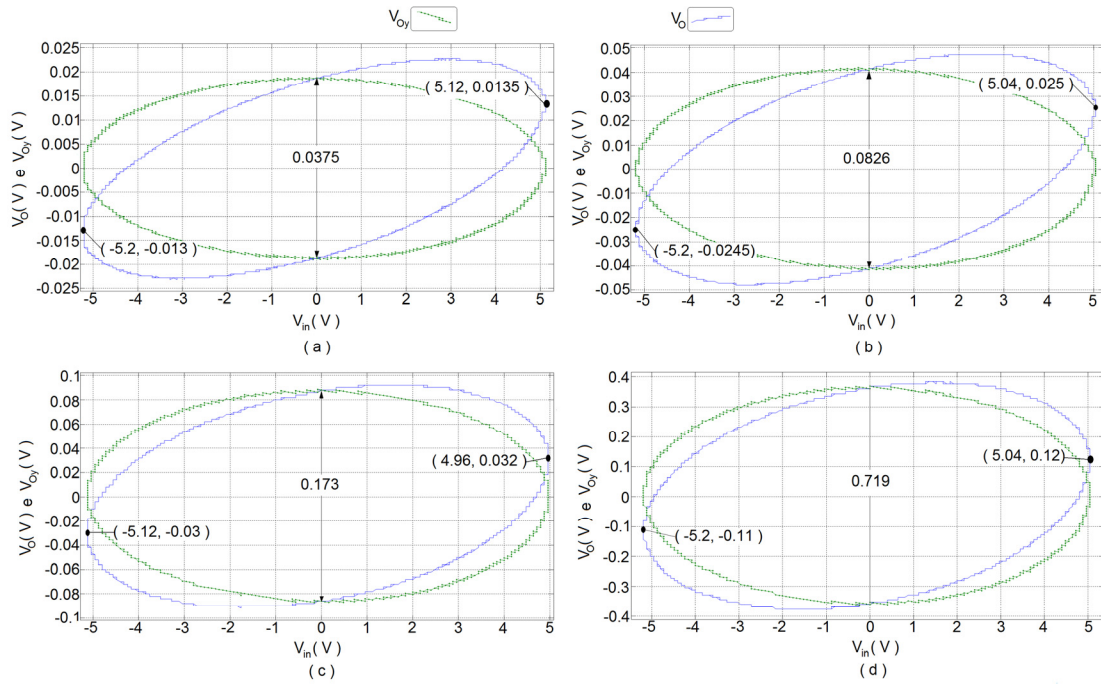 V_Oy
V_O
V_O(V) e V_Oy(V)
0.025
0.02
0.015
0.01
0.005
0
-0.005
-0.01
-0.015
-0.02
-0.025
( 5.12, 0.0135 )
0.0375
( -5.2, -0.013 )
-5 -4 -3 -2 -1 0 1 2 3 4 5
V_in(V)
( a )
V_O(V) e V_Oy(V)
0.05
0.04
0.03
0.02
0.01
0
-0.01
-0.02
-0.03
-0.04
-0.05
( 5.04, 0.025 )
0.0826
( -5.2, -0.0245 )
-5 -4 -3 -2 -1 0 1 2 3 4 5
V_in(V)
( b )
V_O(V) e V_Oy(V)
0.1
0.08
0.06
0.04
0.02
0
-0.02
-0.04
-0.06
-0.08
-0.1
( 4.96, 0.032 )
0.173
( -5.12, -0.03 )
-5 -4 -3 -2 -1 0 1 2 3 4 5
V_in(V)
( c )
V_O(V) e V_Oy(V)
0.4
0.3
0.2
0.1
0
-0.1
-0.2
-0.3
-0.4
( 5.04, 0.12 )
0.719
( -5.2, -0.11 )
-5 -4 -3 -2 -1 0 1 2 3 4 5
V_in(V)
( d )